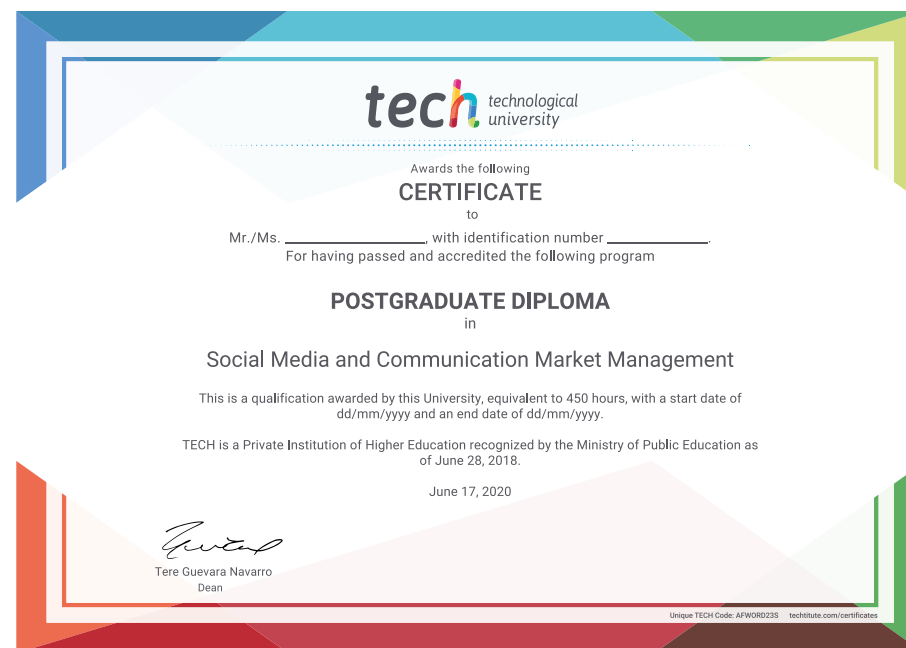 tech technological
university
Awards the following
CERTIFICATE
to
Mr./Ms. ____________________, with identification number ______________.
For having passed and accredited the following program
POSTGRADUATE DIPLOMA
in
Social Media and Communication Market Management
This is a qualification awarded by this University, equivalent to 450 hours, with a start date of
dd/mm/yyyy and an end date of dd/mm/yyyy.
TECH is a Private Institution of Higher Education recognized by the Ministry of Public Education as
of June 28, 2018.
June 17, 2020
Tere Guevara Navarro
Dean
Unique TECH Code: AFWORD23S techtitute.com/certificates